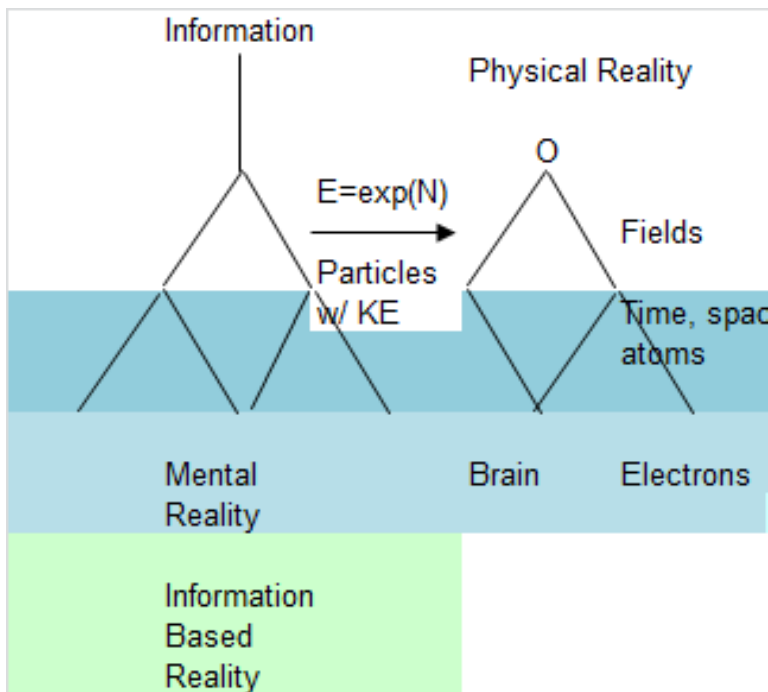 Information
Physical Reality
O
E=exp(N)
Fields
Particles
w/ KE
Time, spac
atoms
Mental
Reality
Brain
Electrons
Information
Based
Reality